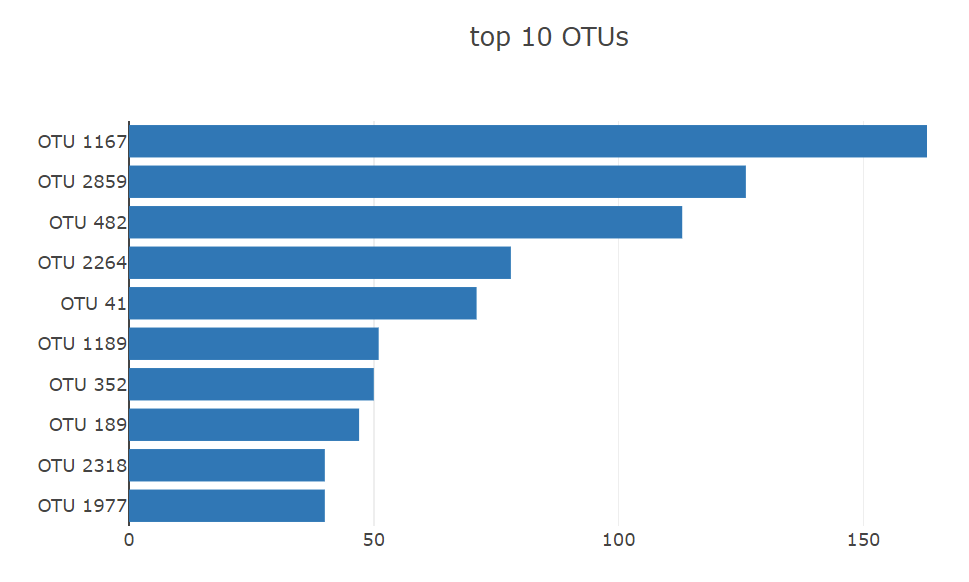 top 10 OTUs
OTU 1167
OTU 2859
OTU 482
OTU 2264
OTU 41
OTU 1189
OTU 352
OTU 189
OTU 2318
OTU 1977
0 50 100 150